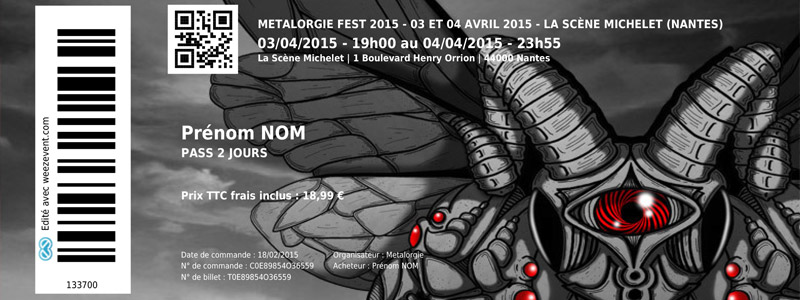 METALORGIE FEST 2015 - 03 ET 04 AVRIL 2015 - LA SCÈNE MICHELET (NANTES)
03/04/2015 - 19h00 au 04/04/2015 - 23h55
La Scène Michelet | 1 Boulevard Henry Orrion | 44000 Nantes
Edité avec weezevent.com
133700
Prénom NOM
PASS 2 JOURS
Prix TTC frais inclus : 18,99 €
Date de commande : 18/02/2015
N° de commande : C0E89854O36559
N° de billet : T0E89854O36559
Organisateur : Metalorgie
Acheteur : Prénom NOM